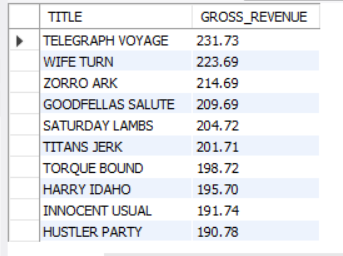 TITLE GROSS_REVENUE
TELEGRAPH VOYAGE 231.73
WIFE TURN 223.69
ZORRO ARK 214.69
GOODFELLAS SALUTE 209.69
SATURDAY LAMBS 204.72
TITANS JERK 201.71
TORQUE BOUND 198.72
HARRY IDAHO 195.70
INNOCENT USUAL 191.74
HUSTLER PARTY 190.78